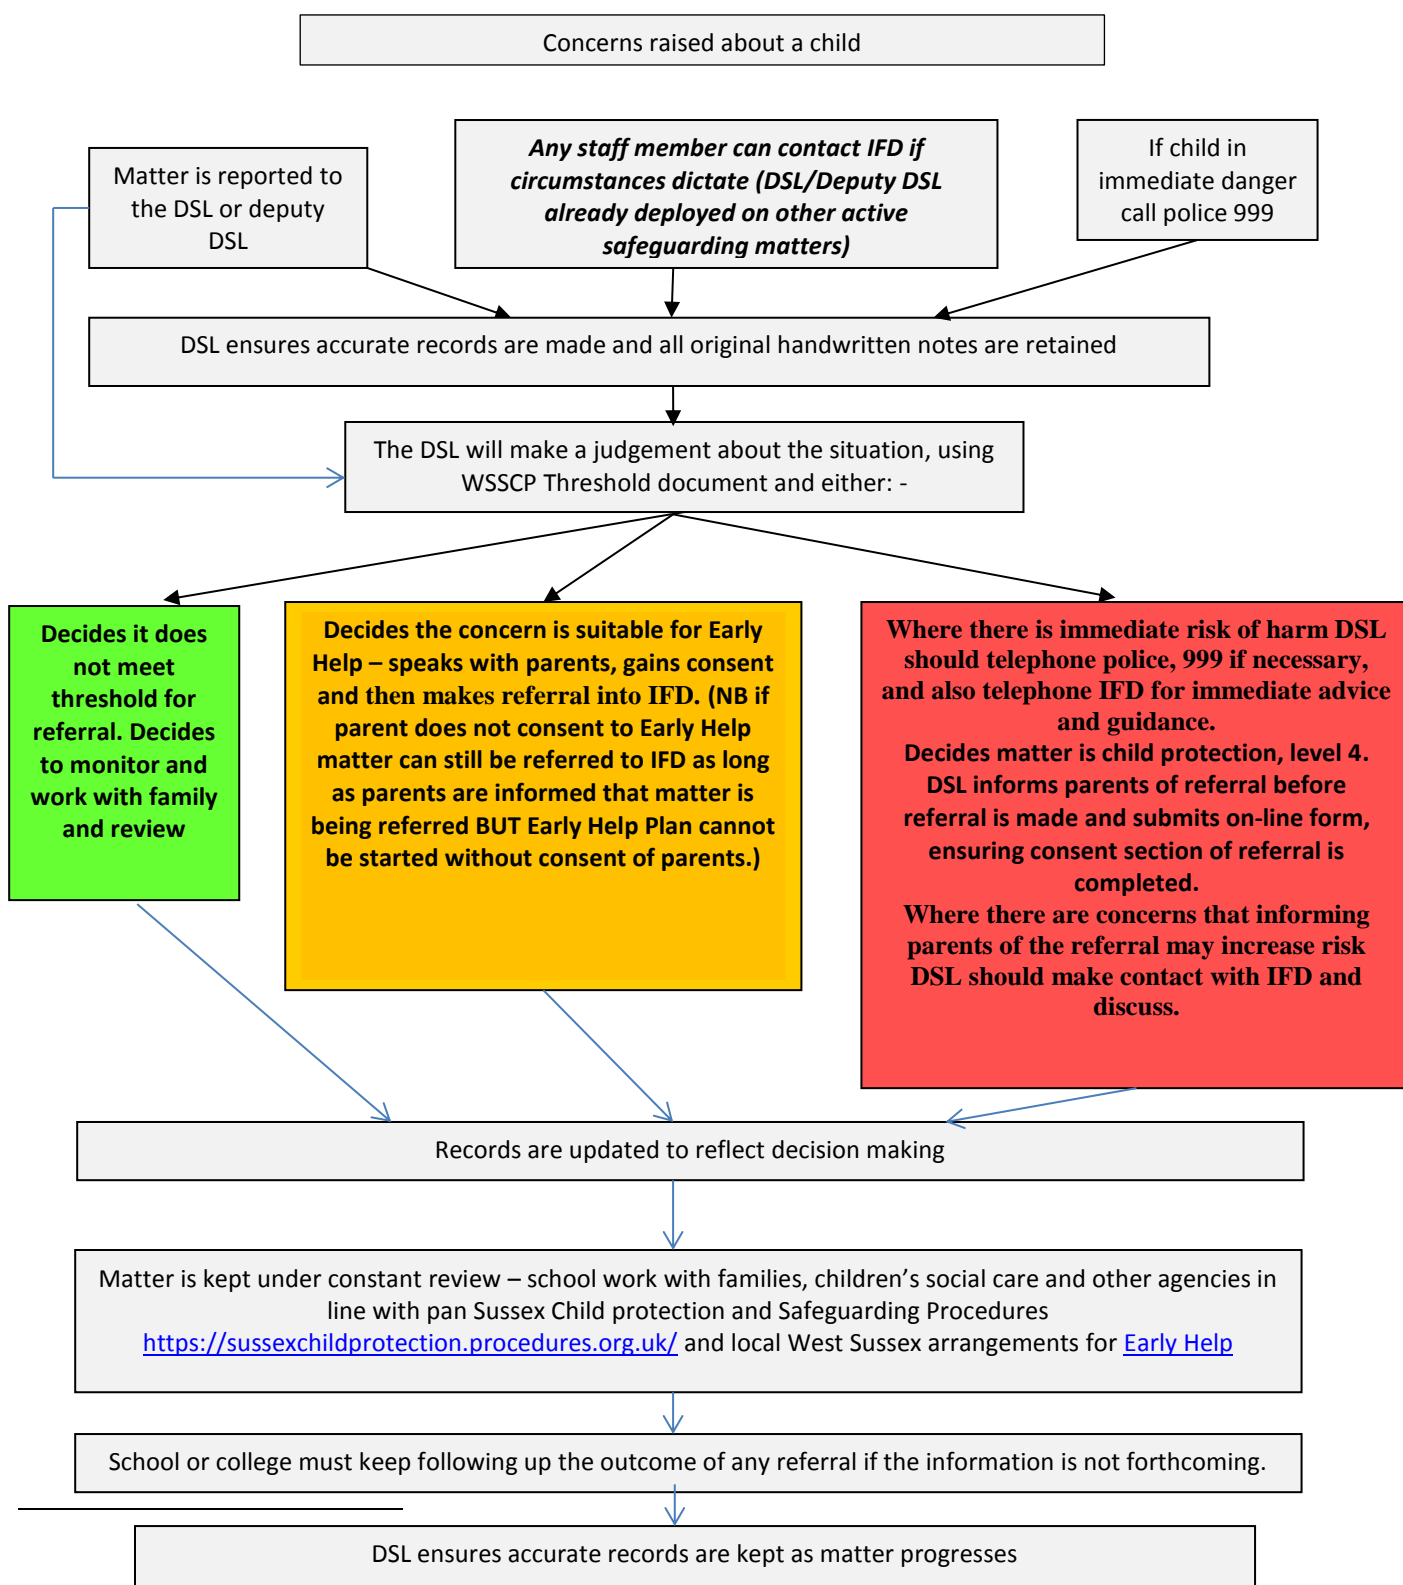 Concerns raised about a child
Matter is reported to
the DSL or deputy
DSL
Any staff member can contact IFD if
circumstances dictate (DSL/Deputy DSL
already deployed on other active
safeguarding matters)
If child in
immediate danger
call police 999
DSL ensures accurate records are made and all original handwritten notes are retained
The DSL will make a judgement about the situation, using
WSSCP Threshold document and either: -
Decides it does
not meet
threshold for
referral. Decides
to monitor and
work with family
and review
Decides the concern is suitable for Early
Help – speaks with parents, gains consent
and then makes referral into IFD. (NB if
parent does not consent to Early Help
matter can still be referred to IFD as long
as parents are informed that matter is
being referred BUT Early Help Plan cannot
be started without consent of parents.)
Where there is immediate risk of harm DSL
should telephone police, 999 if necessary,
and also telephone IFD for immediate advice
and guidance.
Decides matter is child protection, level 4.
DSL informs parents of referral before
referral is made and submits on-line form,
ensuring consent section of referral is
completed.
Where there are concerns that informing
parents of the referral may increase risk
DSL should make contact with IFD and
discuss.
Records are updated to reflect decision making
Matter is kept under constant review – school work with families, children’s social care and other agencies in
line with pan Sussex Child protection and Safeguarding Procedures
https://sussexchildprotection.procedures.org.uk/ and local West Sussex arrangements for Early Help
School or college must keep following up the outcome of any referral if the information is not forthcoming.
DSL ensures accurate records are kept as matter progresses